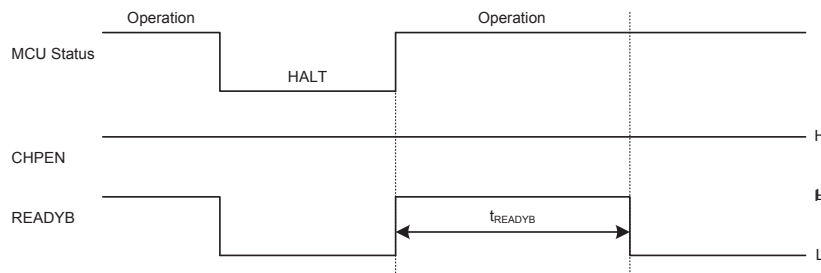 Operation Operation
MCU Status
HALT
H
CHPEN
READYB
tREADYB
L